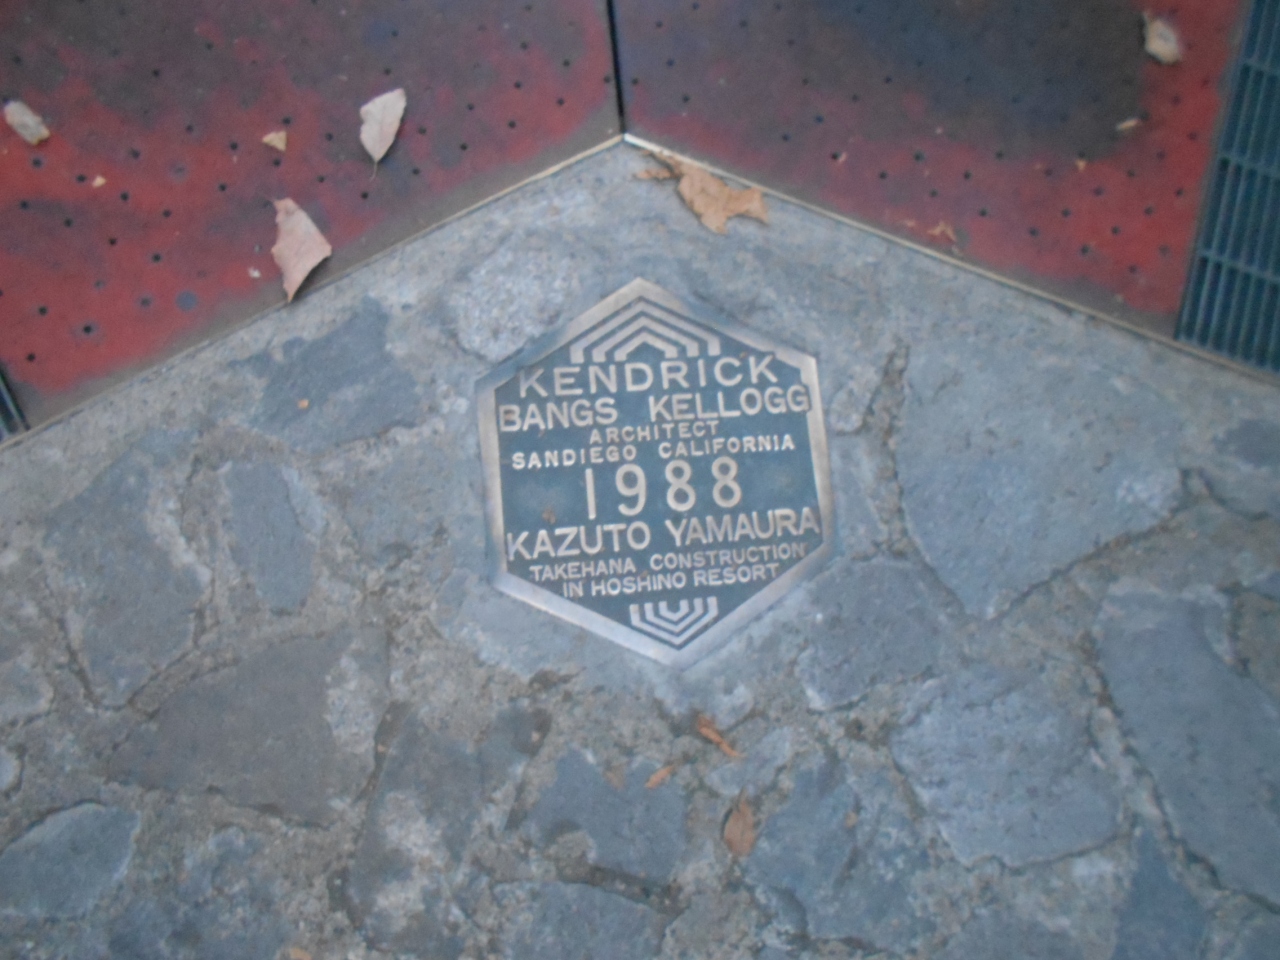 KENDRICK
BANGS KELLOGG
ARCHITECT
SANDIEGO CALIFORNIA
1988
KAZUTO YAMAURA
TAKEHANA CONSTRUCTION
IN HOSHINO RESORT